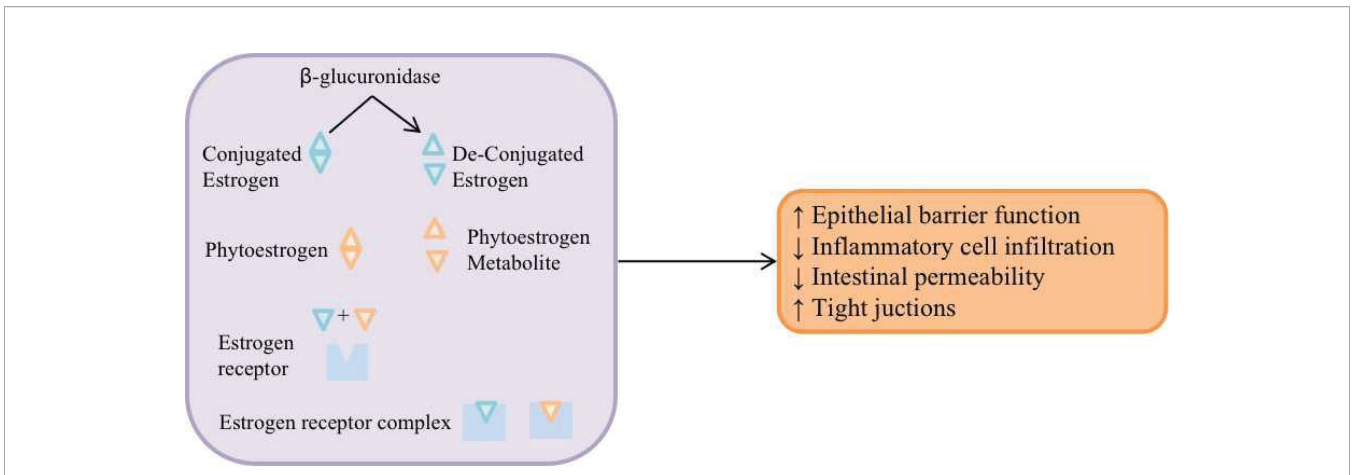 β-glucuronidase
Conjugated
Estrogen
De-Conjugated
Estrogen
Phytoestrogen
Phytoestrogen
Metabolite
+
Estrogen
receptor
Estrogen receptor complex
↑ Epithelial barrier function
↓ Inflammatory cell infiltration
↓ Intestinal permeability
↑ Tight juctions